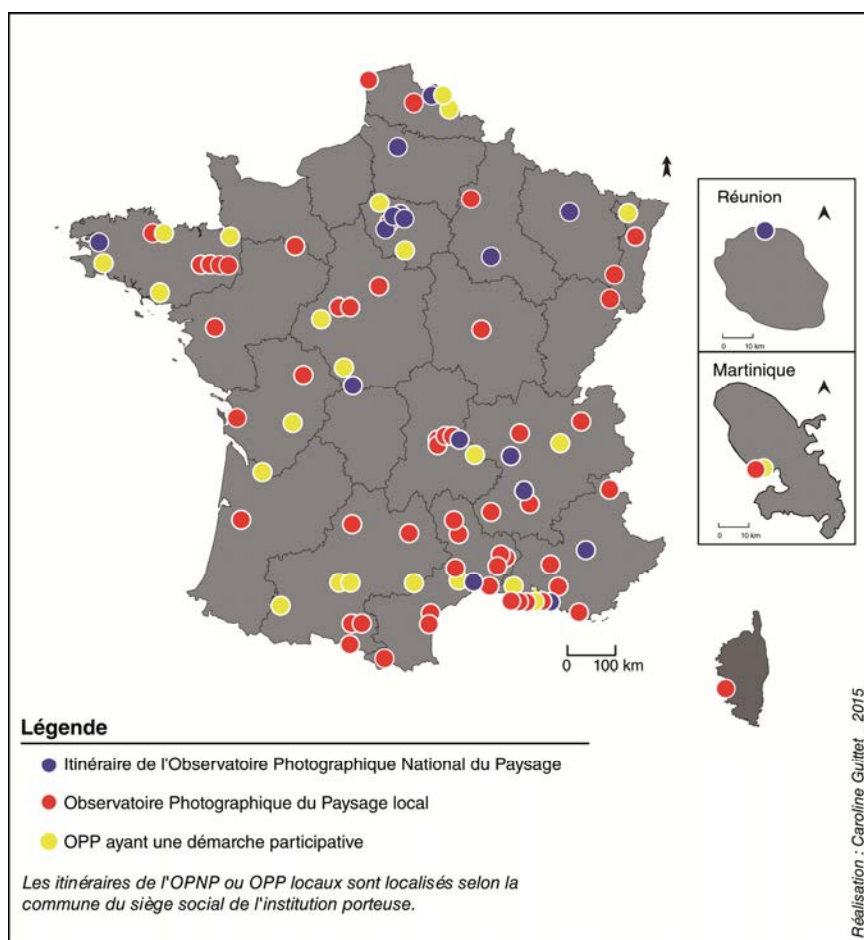 Réunion
0 10 km
Martinique
0 10 km
0 100 km
Légende
Itinéraire de l'Observatoire Photographique National du Paysage
Observatoire Photographique du Paysage local
OPP ayant une démarche participative
Les itinéraires de l'OPNP ou OPP locaux sont localisés selon la
commune du siège social de l'institution porteuse.
Réalisation : Caroline Guittet 2015